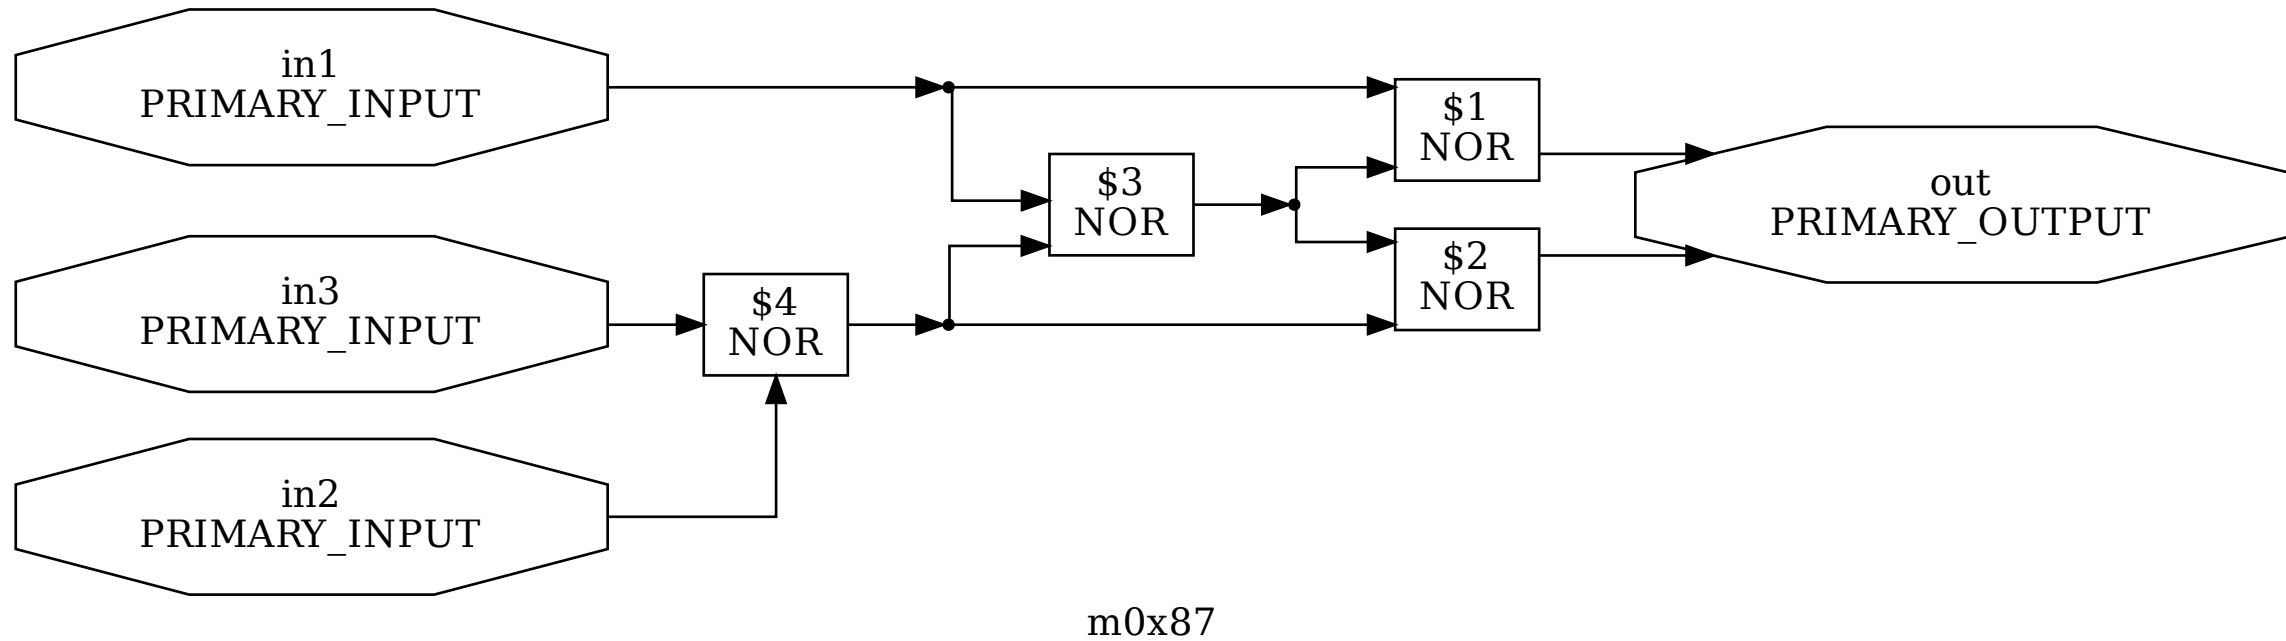 in1
PRIMARY_INPUT
in3
PRIMARY_INPUT
in2
PRIMARY_INPUT
$4
NOR
$3
NOR
$1
NOR
$2
NOR
out
PRIMARY_OUTPUT
m0x87